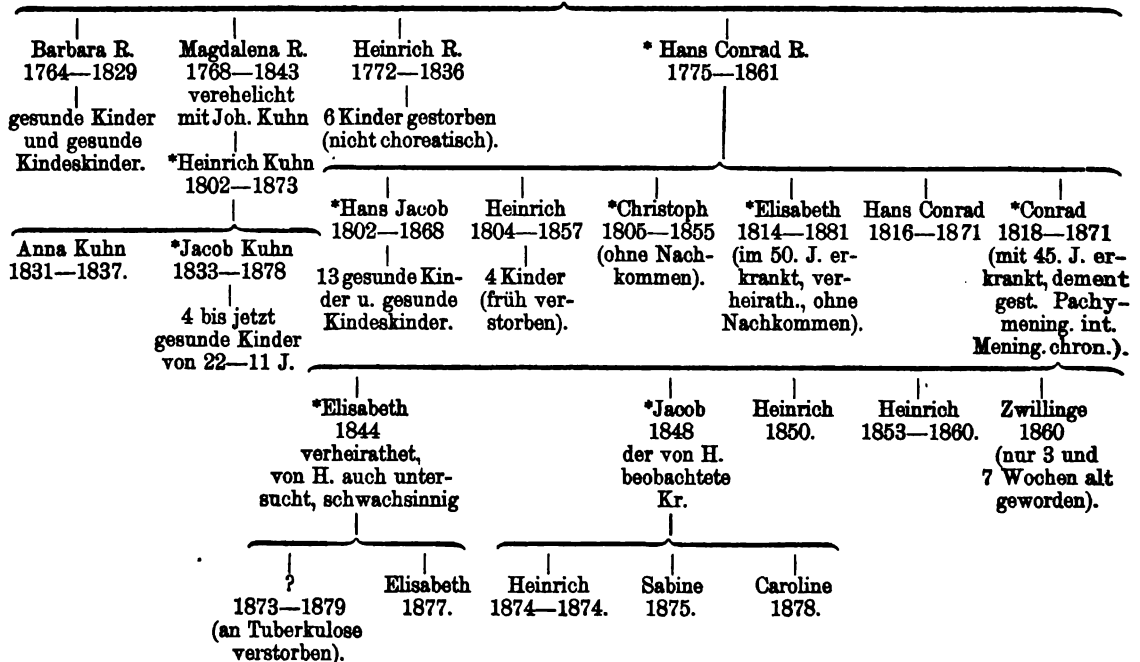 Barbara R.
1764—1829
gesunde Kinder
und gesunde
Kindeskinder.
Magdalena R.
1768—1843
verehelicht
mit Joh. Kuhn
*Heinrich Kuhn
1802—1873
Heinrich R.
1772—1836
6 Kinder gestorben
(nicht choreatisch).
* Hans Conrad R.
1775—1861
Anna Kuhn
1831—1837.
*Jacob Kuhn
1833—1878
4 bis jetzt
gesunde Kinder
von 22—11 J.
*Hans Jacob
1802—1868
13 gesunde Kin-
der u. gesunde
Kindeskinder.
Heinrich
1804—1857
4 Kinder
(früh ver-
storben).
*Christoph
1805—1855
(ohne Nach-
kommen).
*Elisabeth
1814—1881
(im 50. J. er-
krankt, ver-
heirath., ohne
Nachkommen).
Hans Conrad
1816—1871
*Conrad
1818—1871
(mit 45. J. er-
krankt, dement
gest. Pachy-
mening. int.
Mening. chron.).
*Elisabeth
1844
verheirathet,
von H. auch unter-
sucht, schwachsinnig
*Jacob
1848
der von H.
beobachtete
Kr.
Heinrich
1850.
Heinrich
1853—1860.
Zwillinge
1860
(nur 3 und
7 Wochen alt
geworden).
?
1873—1879
(an Tuberkulose
verstorben).
Elisabeth
1877.
Heinrich
1874—1874.
Sabine
1875.
Caroline
1878.